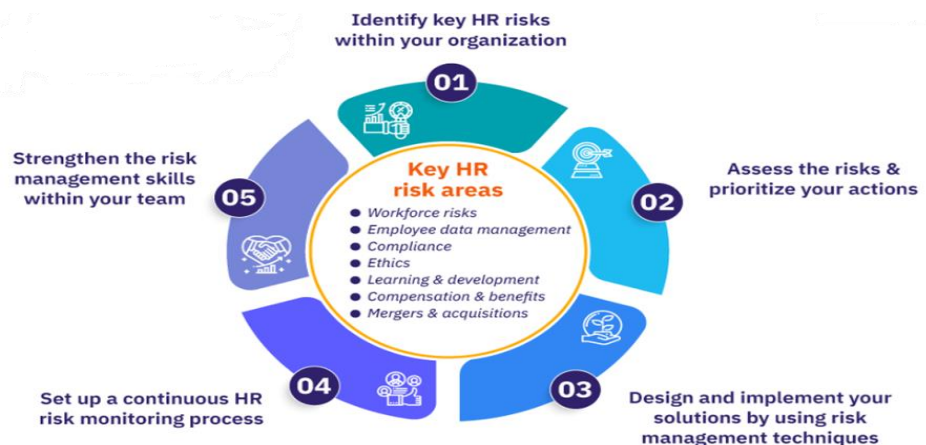 Identify key HR risks
within your organization
01
Assess the risks &
prioritize your actions
02
Design and implement your
solutions by using risk
management techniques
03
Set up a continuous HR
risk monitoring process
04
Strengthen the risk
management skills
within your team
05
Key HR
risk areas
● Workforce risks
● Employee data management
● Compliance
● Ethics
● Learning & development
● Compensation & benefits
● Mergers & acquisitions